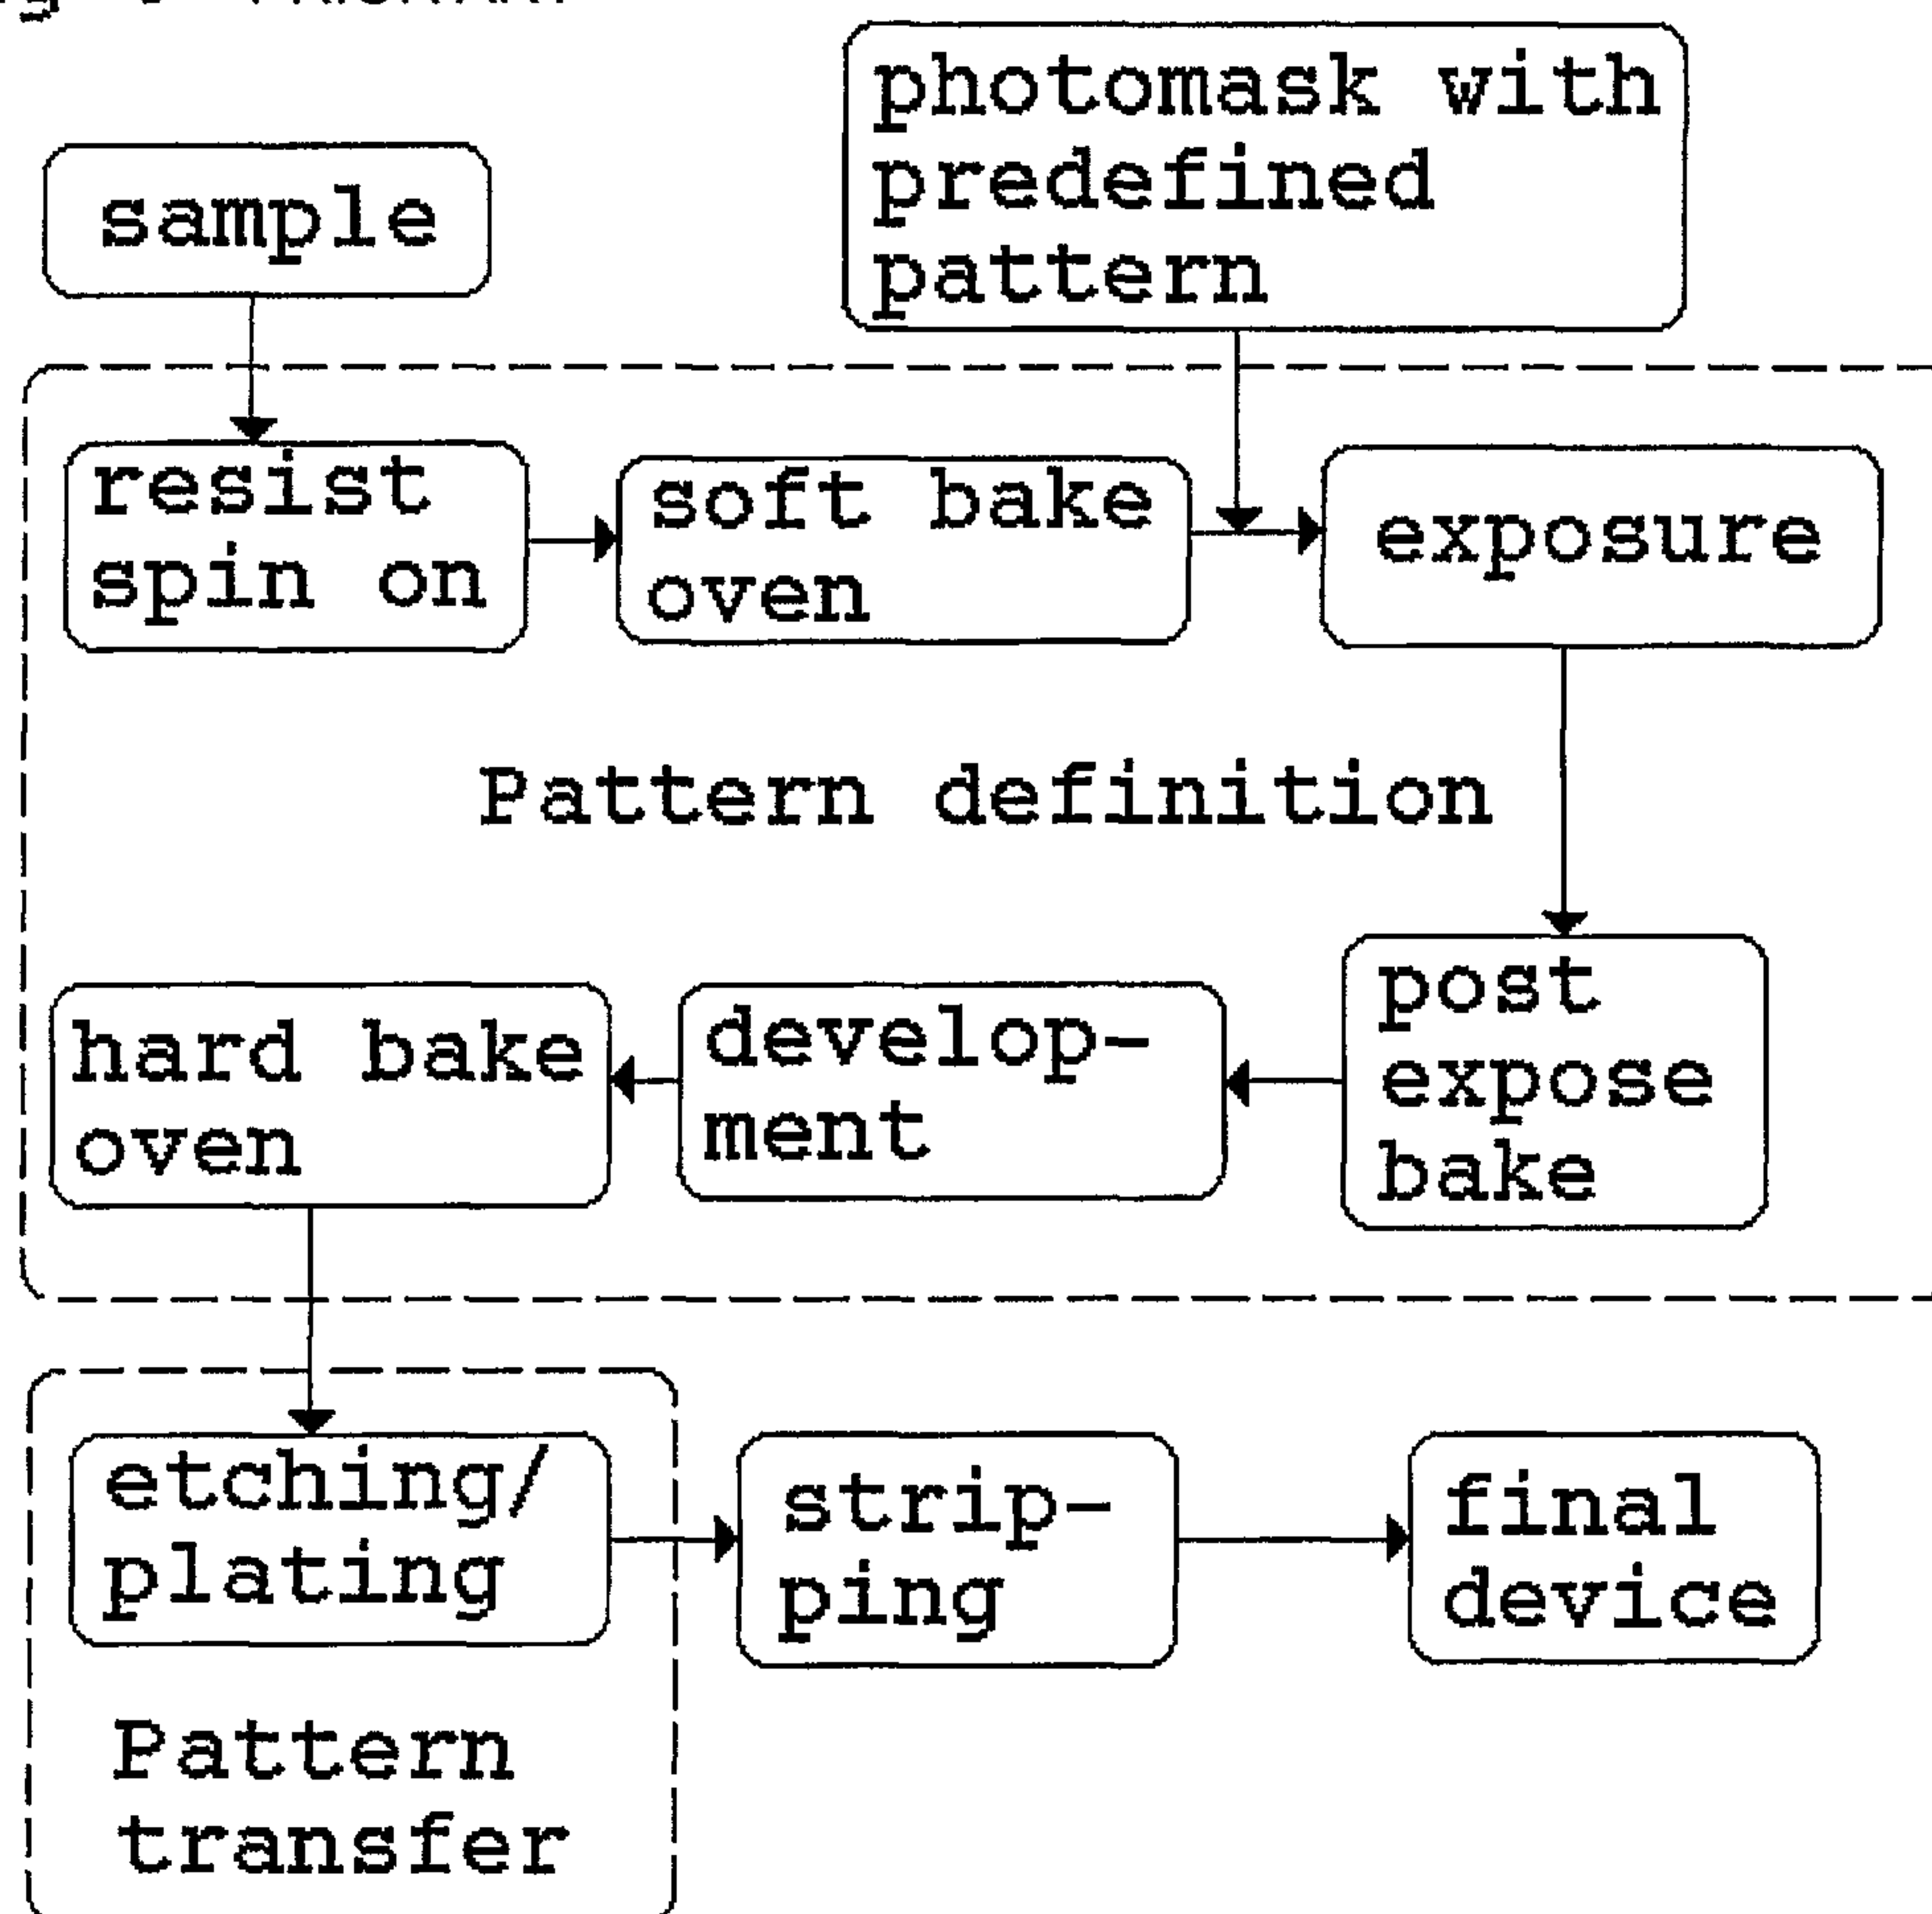 photomask with
predefined
pattern
sample
resist
spin on
soft bake
oven
exposure
Pattern definition
hard bake
oven
develop-
ment
post
expose
bake
etching/
plating
strip-
ping
final
device
Pattern
transfer